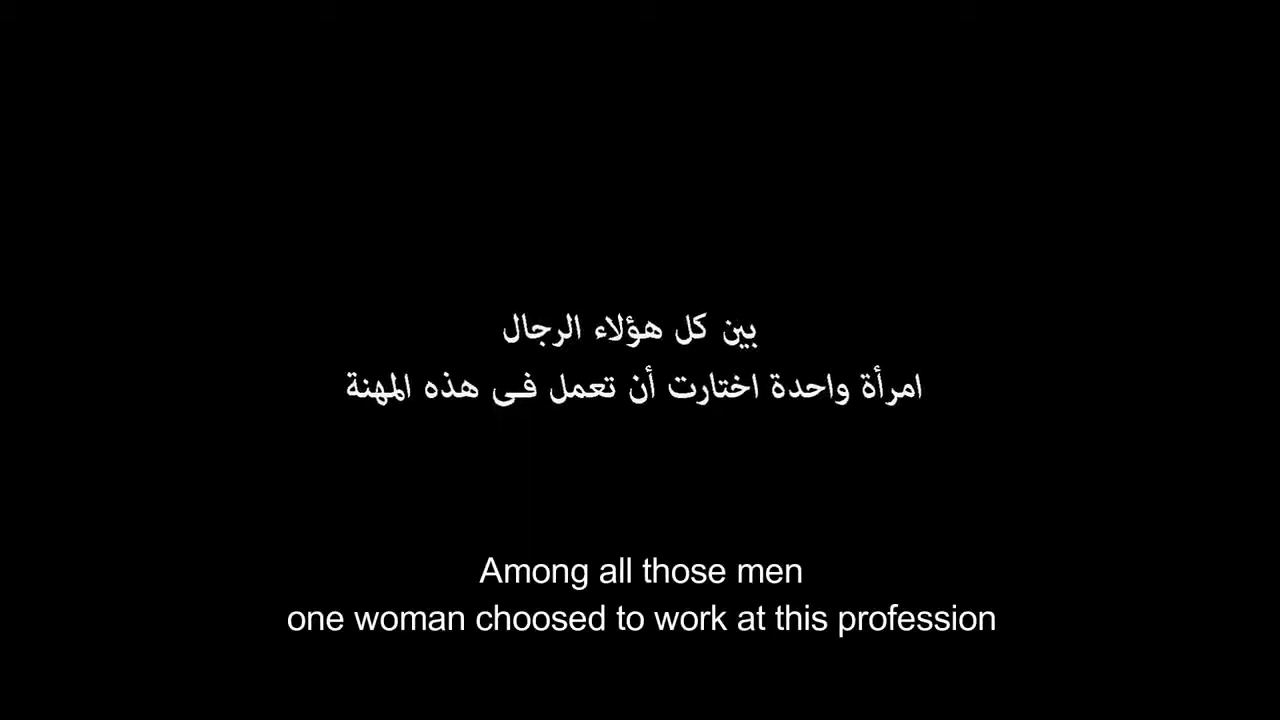 بين كل هؤلاء الرجال
امرأة واحدة اختارت أن تعمل فى هذه المهنة
Among all those men
one woman choosed to work at this profession